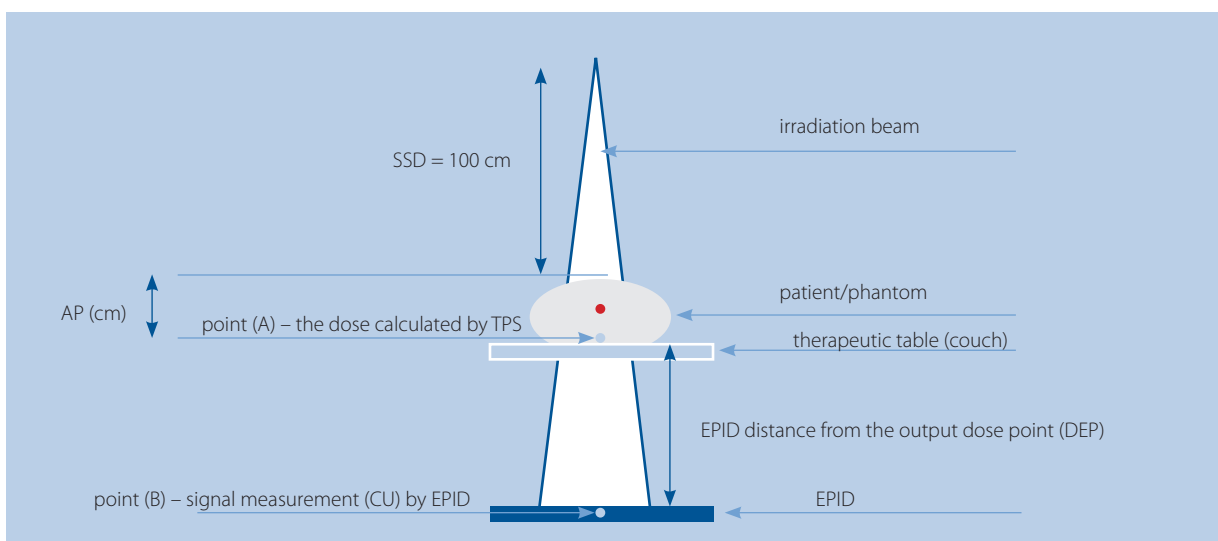 irradiation beam
SSD = 100 cm
patient/phantom
AP (cm)
point (A) – the dose calculated by TPS
therapeutic table (couch)
EPID distance from the output dose point (DEP)
point (B) – signal measurement (CU) by EPID
EPID